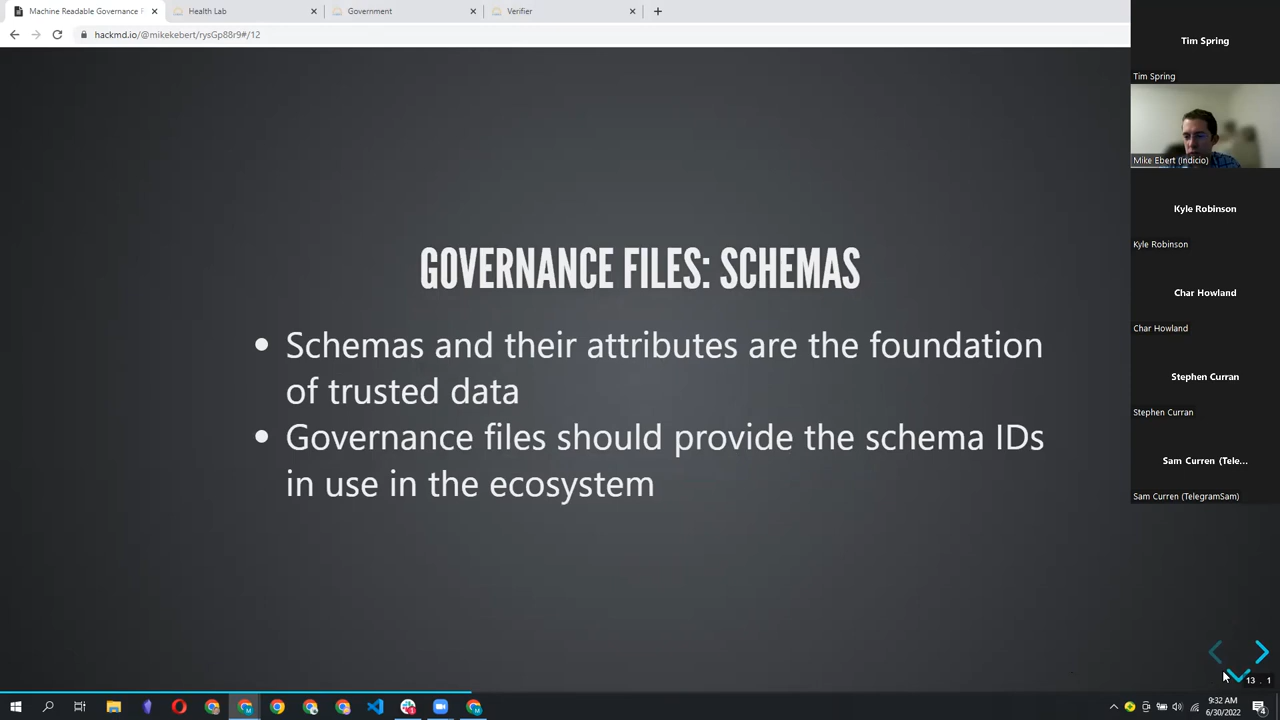 Machine Readable Governance F
Health Lab
Government
Verifier
hackmd.io/@mikekebert/rysGp88r9#/12
GOVERNANCE FILES: SCHEMAS
• Schemas and their attributes are the foundation
of trusted data
• Governance files should provide the schema IDs
in use in the ecosystem
Tim Spring
Tim Spring
Mike Ebert (Indicio)
Kyle Robinson
Kyle Robinson
Char Howland
Char Howland
Stephen Curran
Stephen Curran
Sam Curren (Tele...
Sam Curren (TelegramSam)
13 . 1
9:32 AM
6/30/2022
4